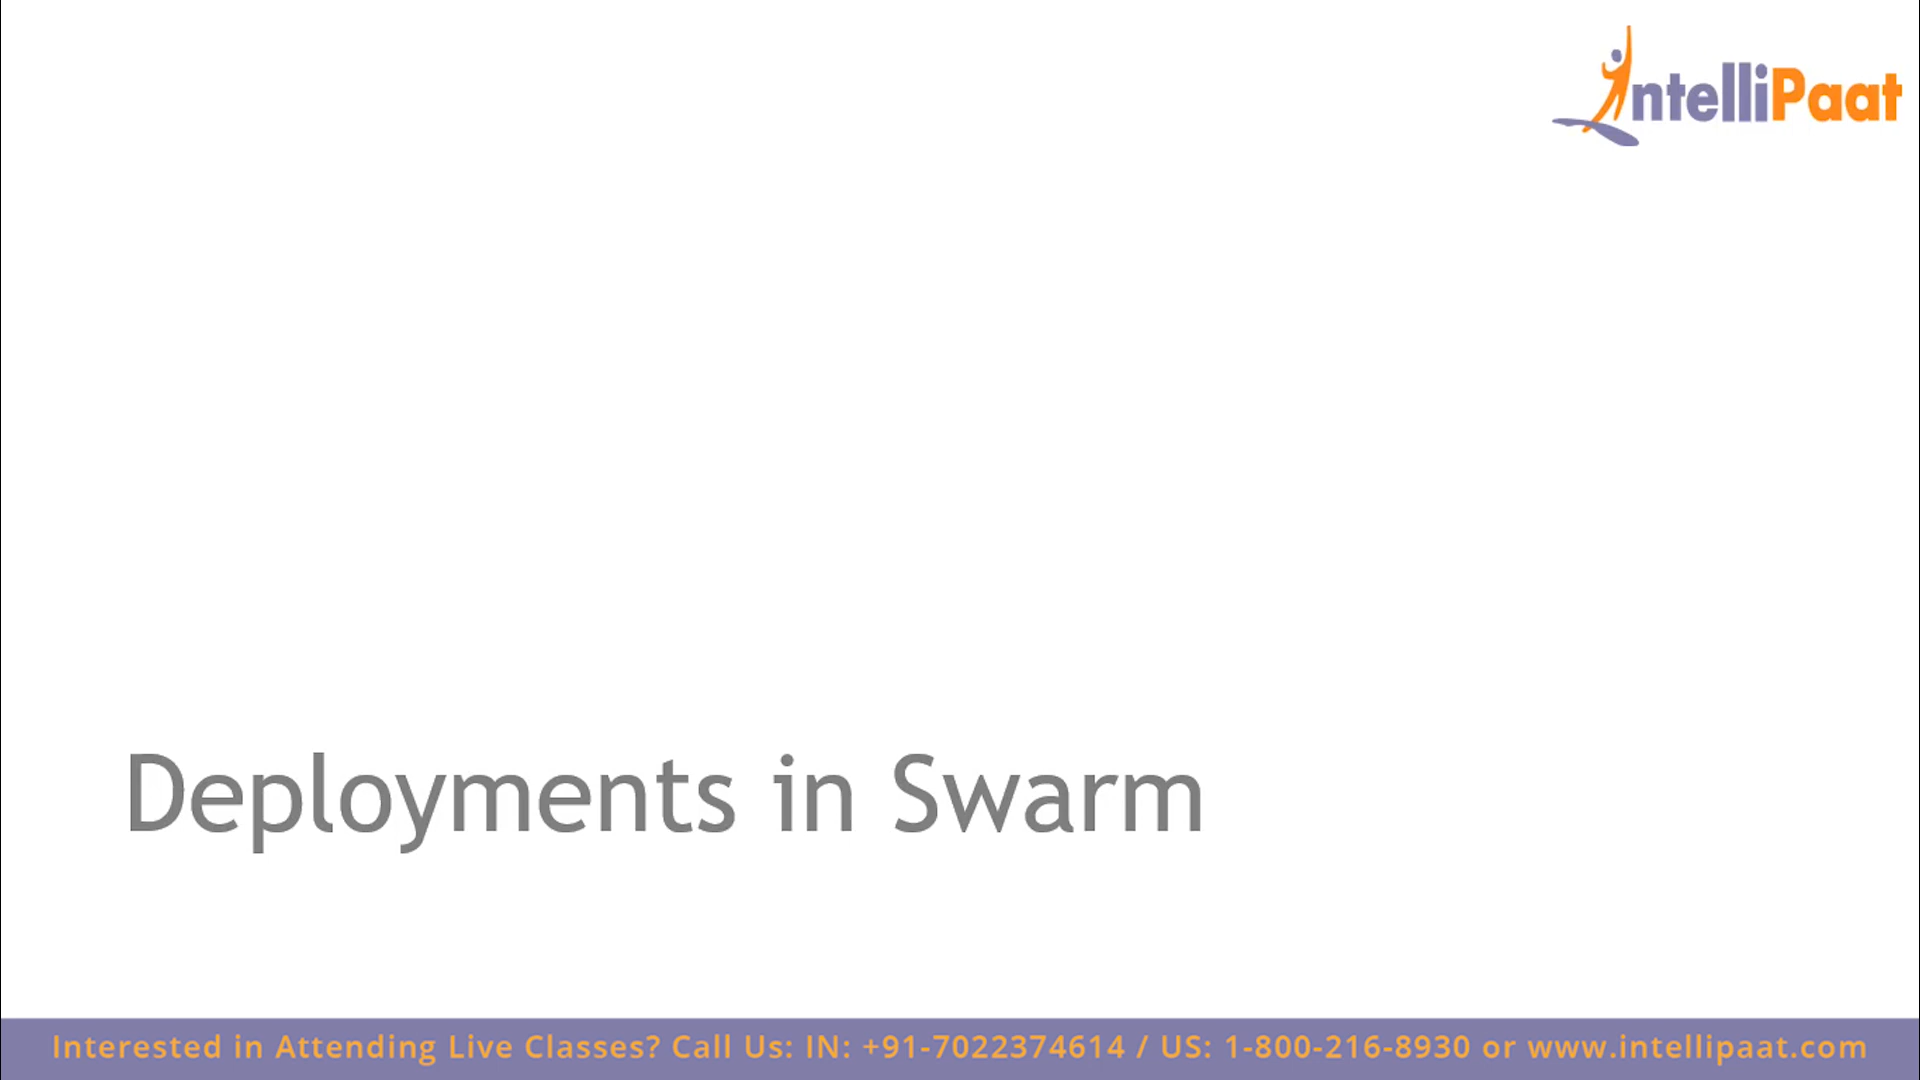 IntelliPaat
Deployments in Swarm
Interested in Attending Live Classes? Call Us: IN: +91-7022374614 / US: 1-800-216-8930 or www.intellipaat.com